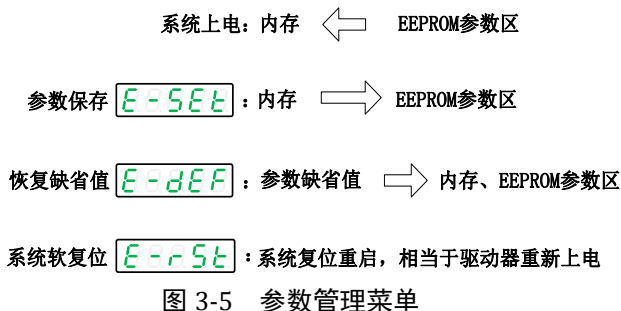 系统上电：内存 EEPROM参数区
参数保存 E-SEt ：内存 EEPROM参数区
恢复缺省值 E-dEF ：参数缺省值 内存、EEPROM参数区
系统软复位 E-rSt ：系统复位重启，相当于驱动器重新上电
图 3-5 参数管理菜单